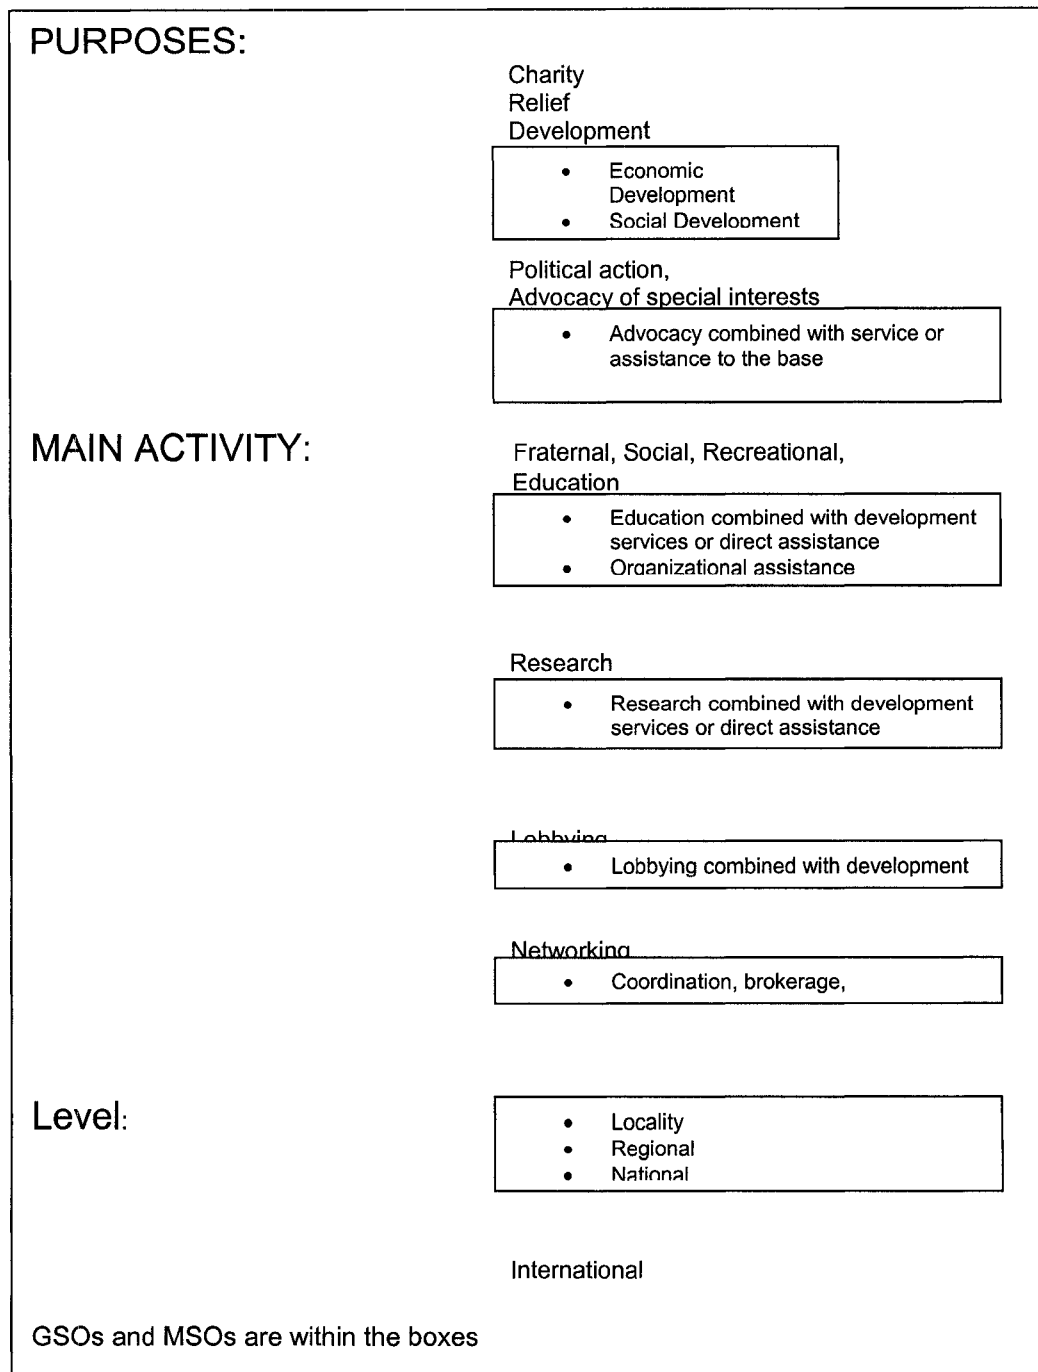 PURPOSES:
Charity
Relief
Development
• Economic
Development
• Social Development
Political action,
Advocacy of special interests
• Advocacy combined with service or
assistance to the base
MAIN ACTIVITY:
Fraternal, Social, Recreational,
Education
• Education combined with development
services or direct assistance
• Organizational assistance
Research
• Research combined with development
services or direct assistance
Lobbying
• Lobbying combined with development
Networking
• Coordination, brokerage,
Level:
• Locality
• Regional
• National
International
GSOs and MSOs are within the boxes